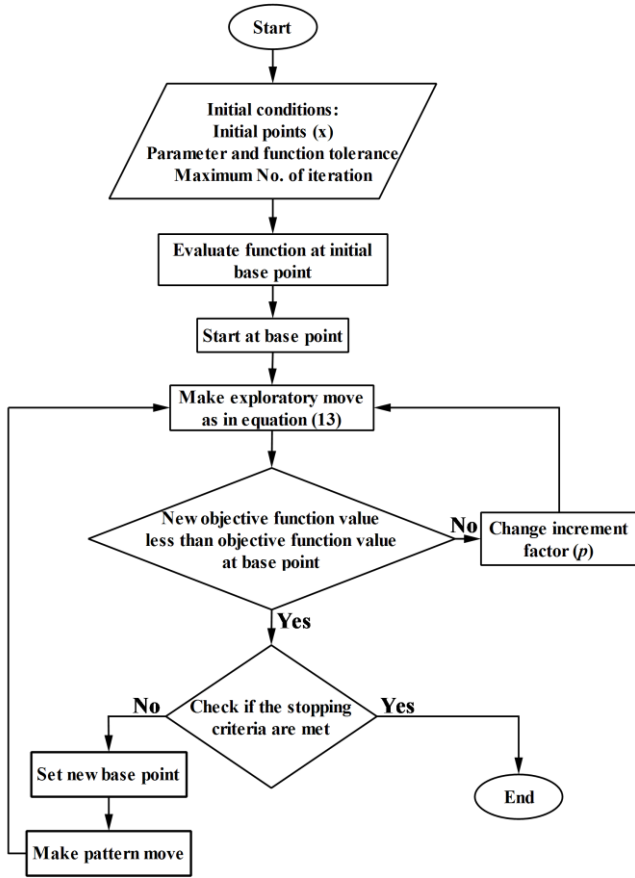 Start
Initial conditions:
Initial points (x)
Parameter and function tolerance
Maximum No. of iteration
Evaluate function at initial
base point
Start at base point
Make exploratory move
as in equation (13)
New objective function value
less than objective function value
at base point
No
Change increment
factor (p)
Yes
Check if the stopping
criteria are met
No
Yes
Set new base point
End
Make pattern move